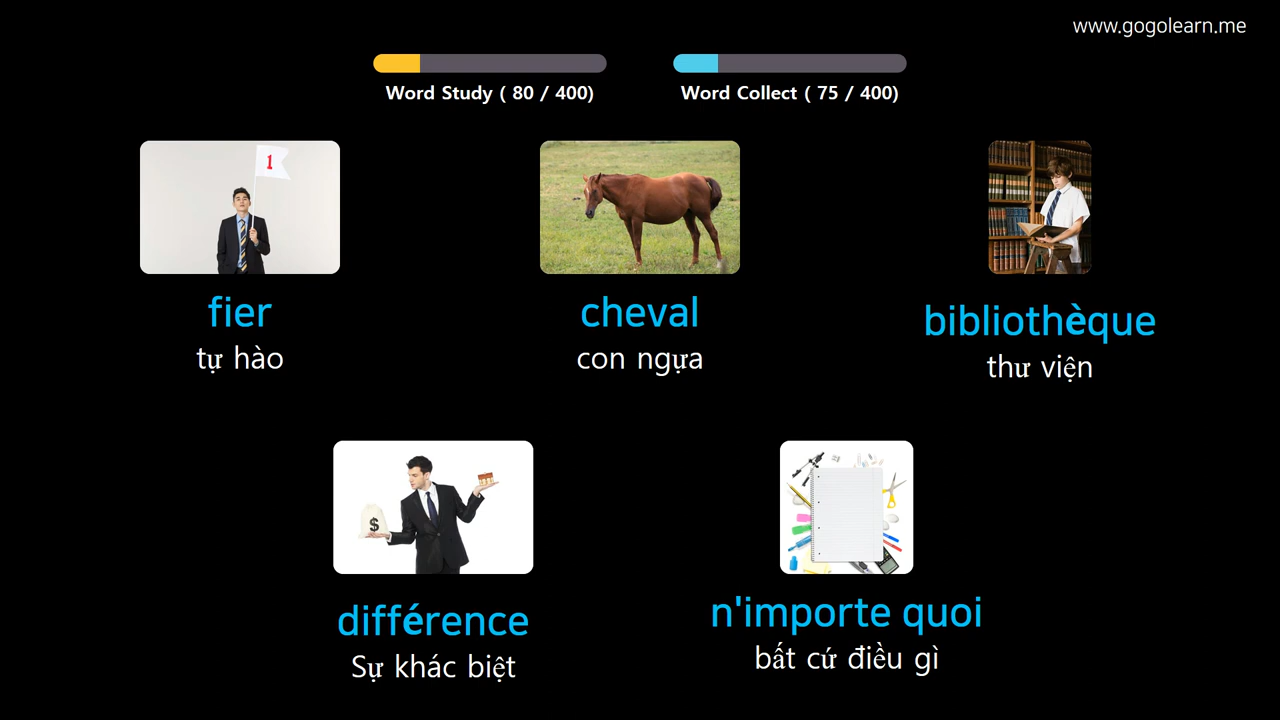 www.gogolearn.me
Word Study ( 80 / 400)
Word Collect ( 75 / 400)
1
fier
tự hào
cheval
con ngựa
bibliothèque
thư viện
$
différence
Sự khác biệt
n'importe quoi
bất cứ điều gì